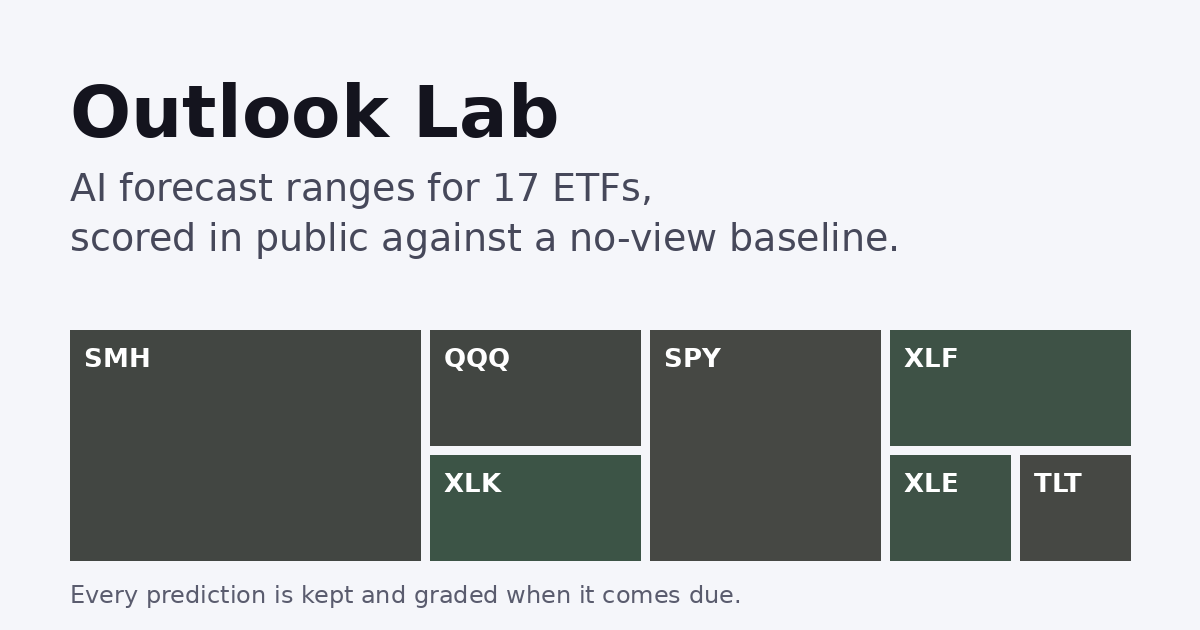 Outlook Lab
AI forecast ranges for 17 ETFs,
scored in public against a no-view baseline.
SMH
QQQ
SPY
XLF
XLK
XLE
TLT
Every prediction is kept and graded when it comes due.